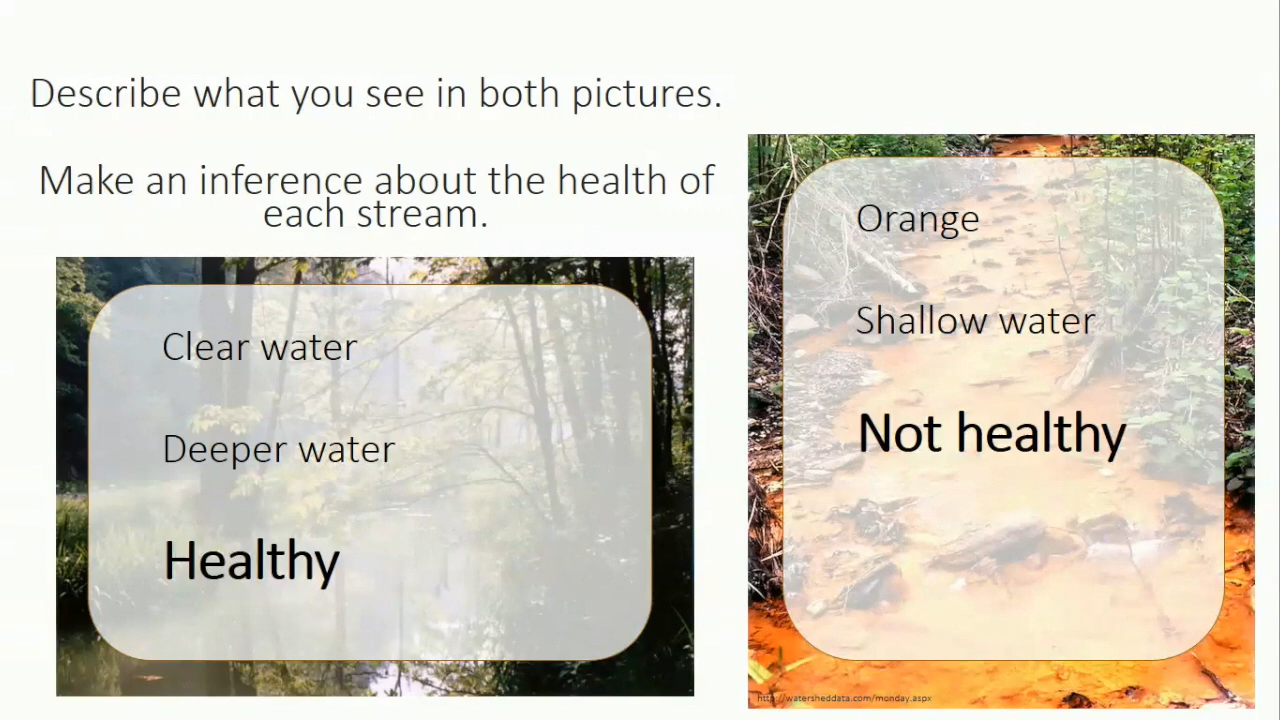 Describe what you see in both pictures.
Make an inference about the health of
each stream.
Clear water
Deeper water
Healthy
Orange
Shallow water
Not healthy
http://watersheddata.com/monday.aspx